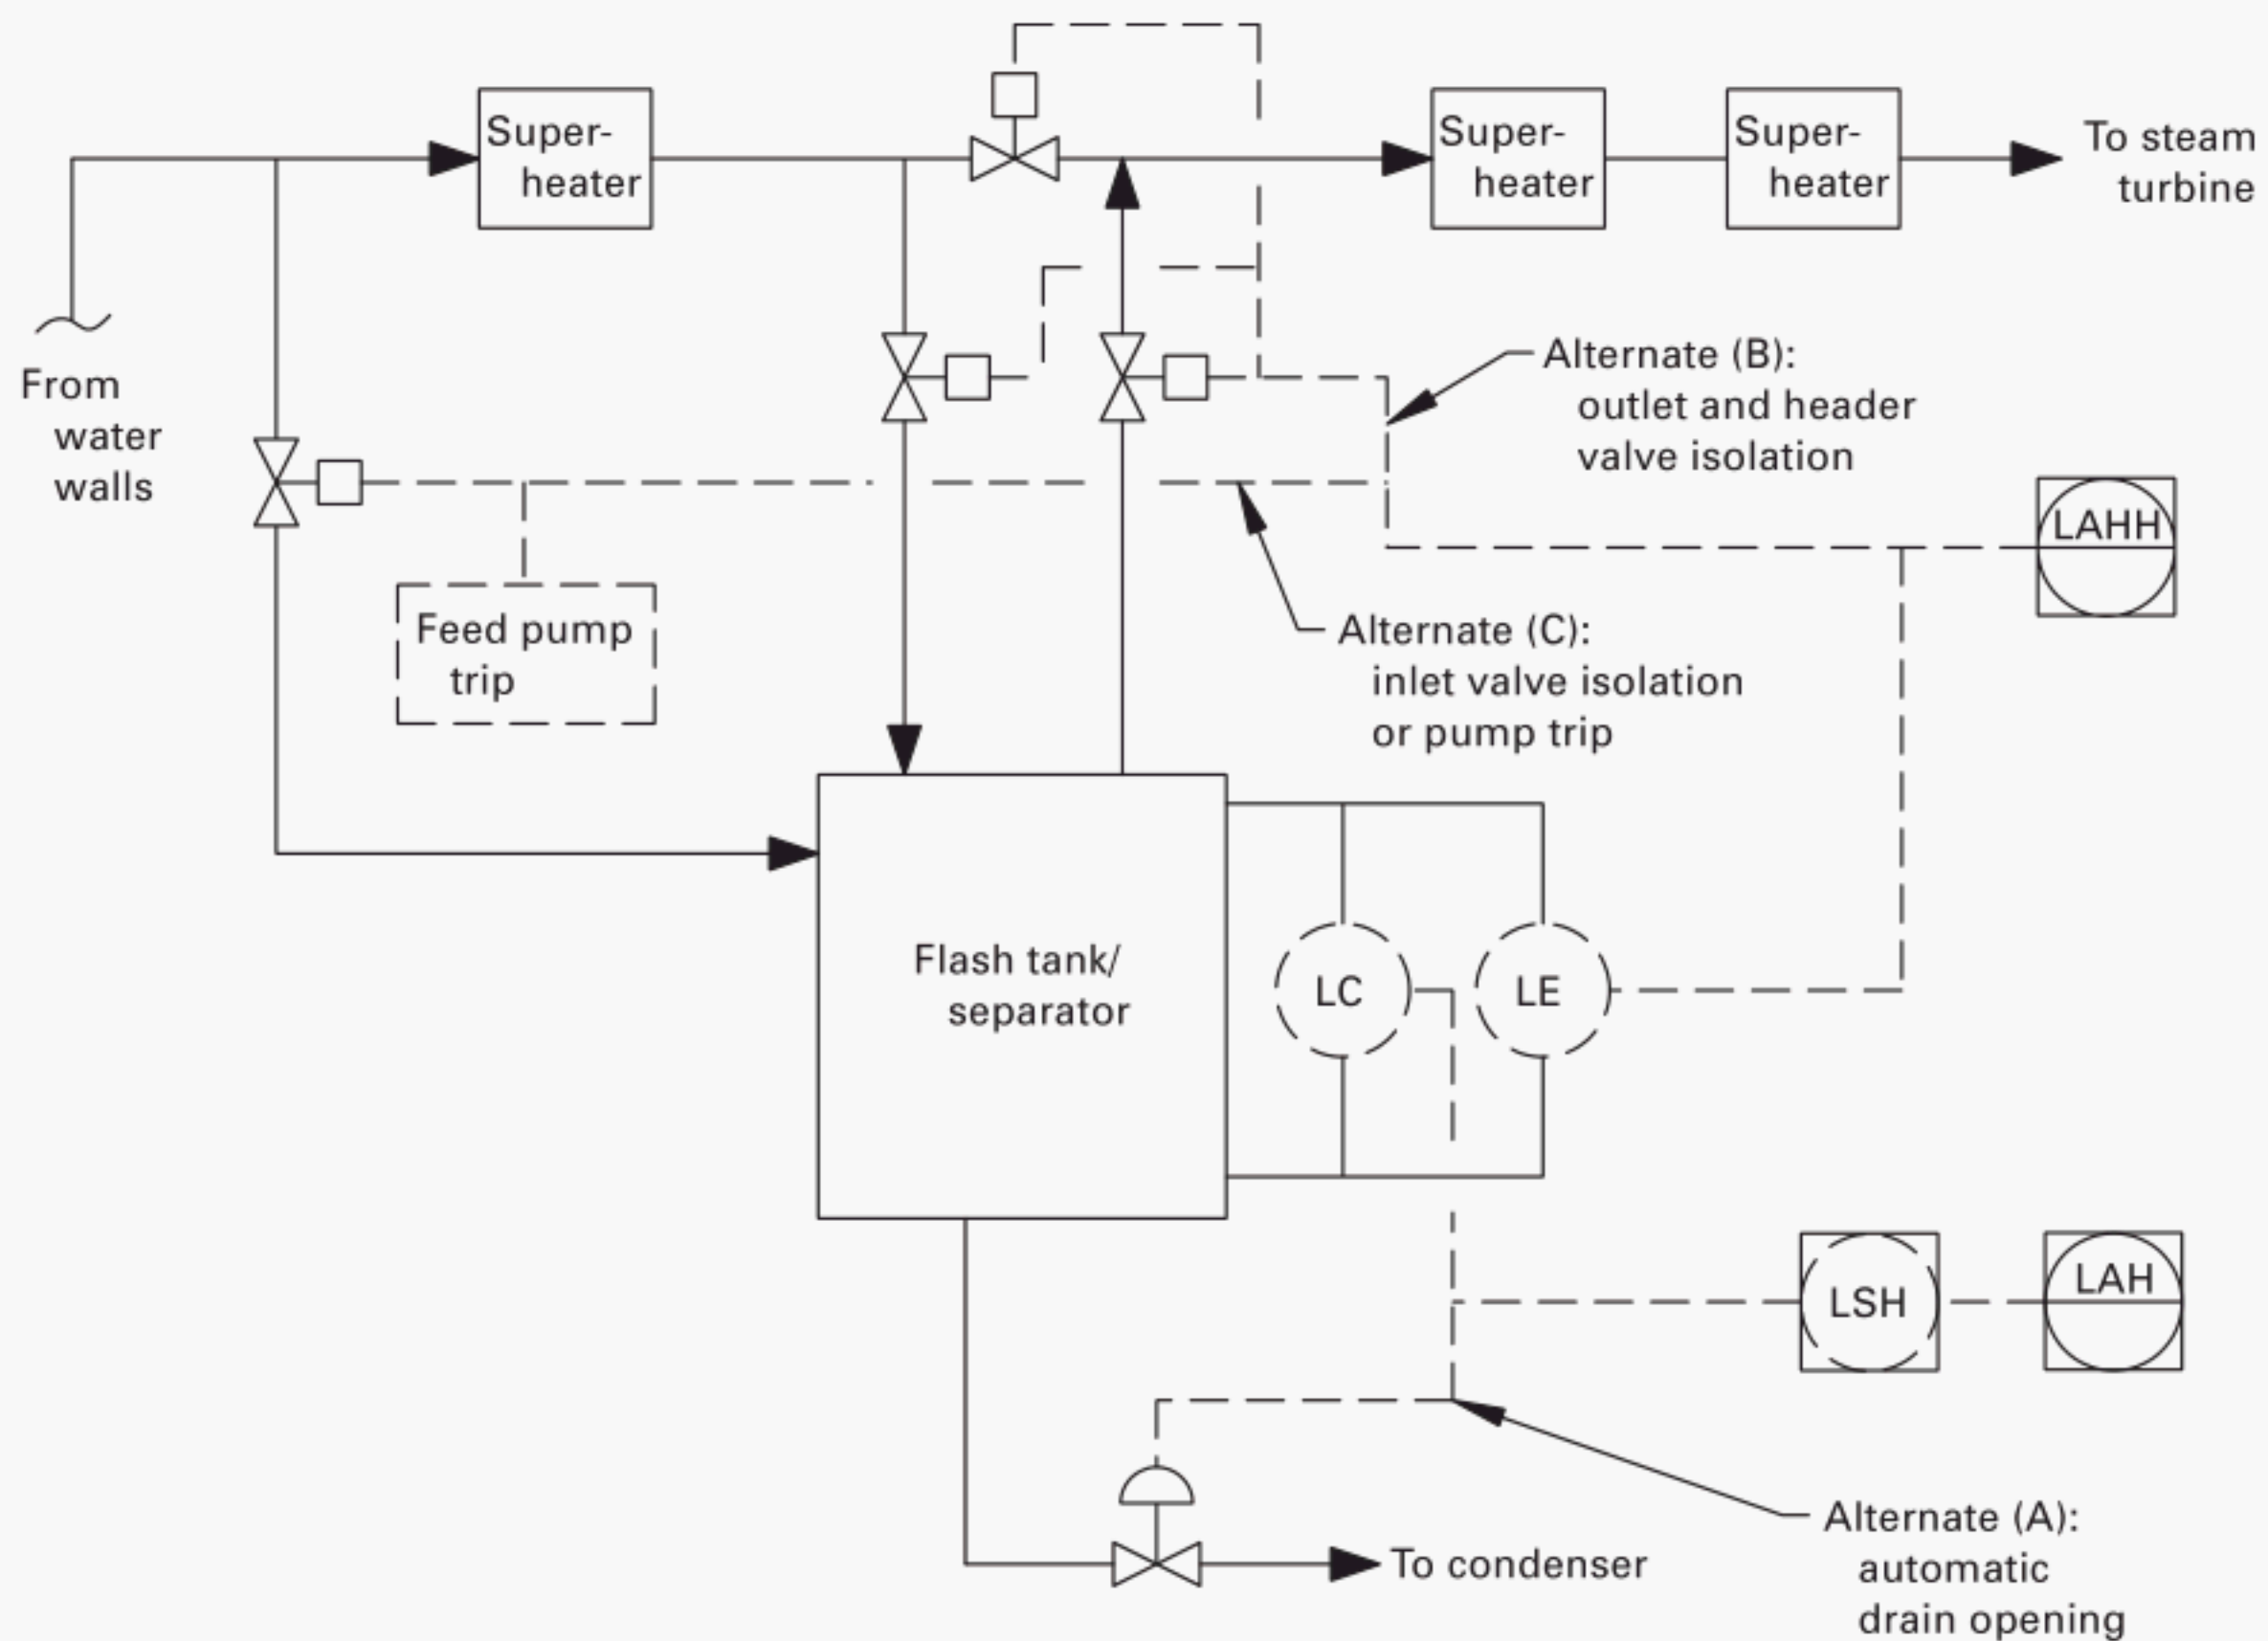 Super-
heater
Super-
heater
Super-
heater
To steam
turbine
From
water
walls
Alternate (B):
outlet and header
valve isolation
LAHH
Feed pump
trip
Alternate (C):
inlet valve isolation
or pump trip
Flash tank/
separator
LC
LE
LSH
LAH
Alternate (A):
automatic
drain opening
To condenser